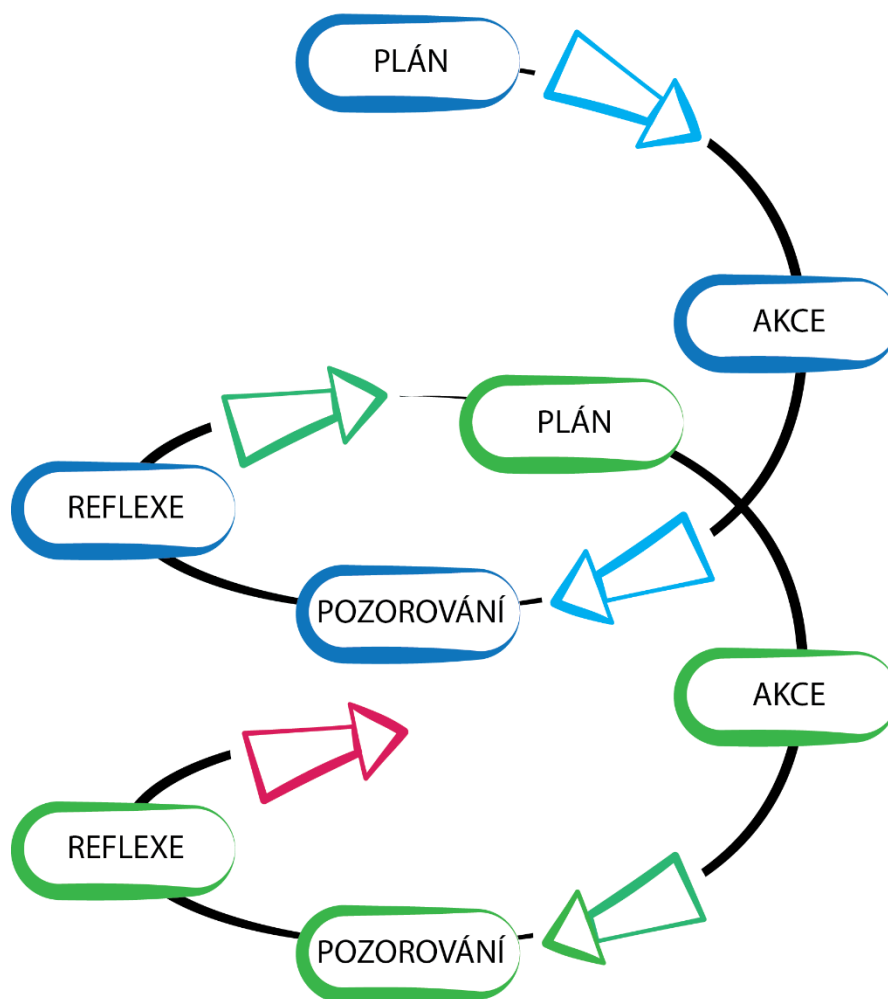 PLÁN
AKCE
PLÁN
REFLEXE
POZOROVÁNÍ
AKCE
REFLEXE
POZOROVÁNÍ